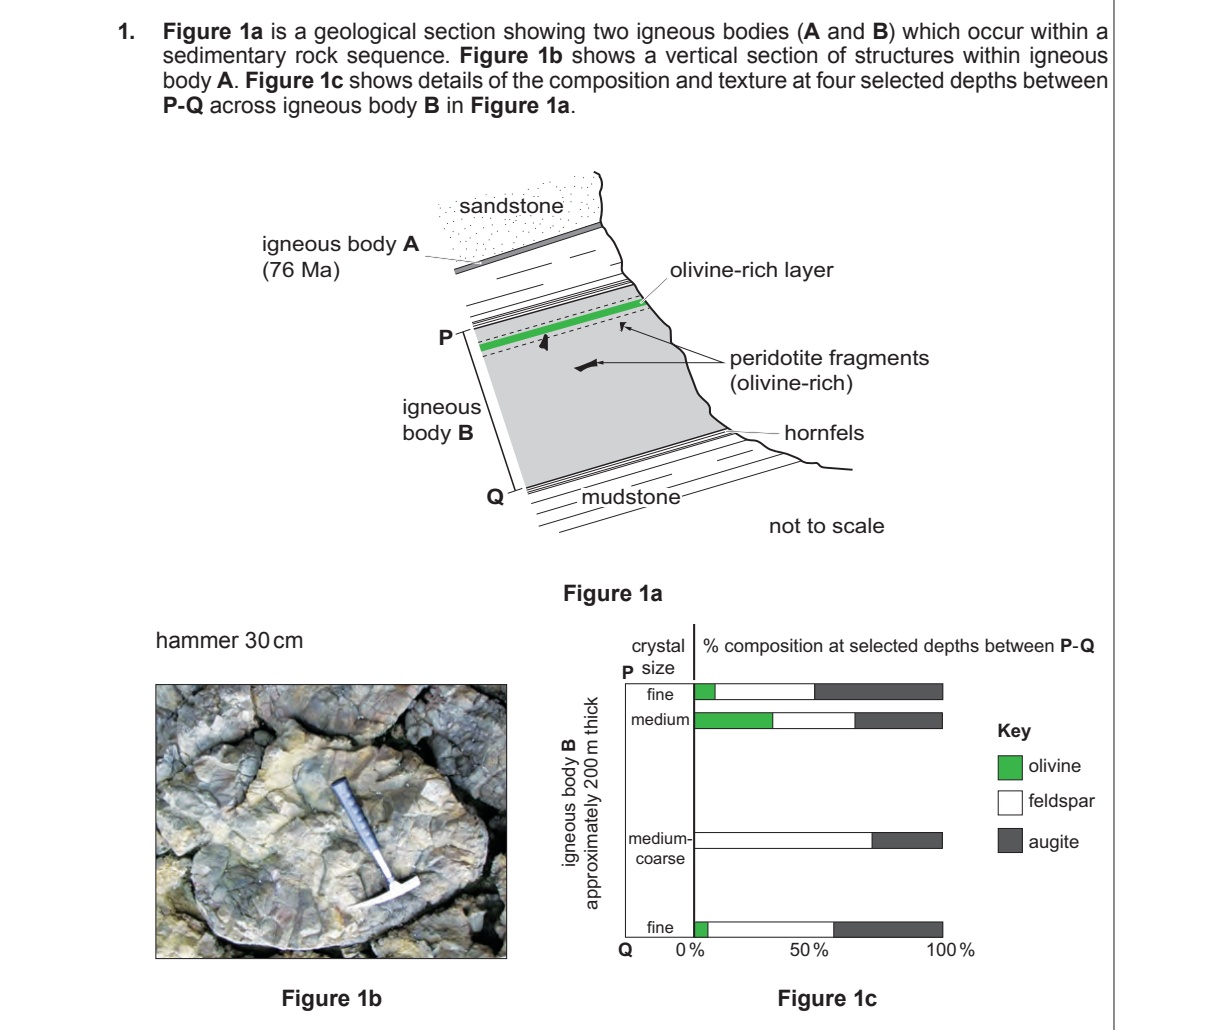 1. Figure 1a is a geological section showing two igneous bodies (A and B) which occur within a
sedimentary rock sequence. Figure 1b shows a vertical section of structures within igneous
body A. Figure 1c shows details of the composition and texture at four selected depths between
P-Q across igneous body B in Figure 1a.
sandstone
igneous body A
(76 Ma)
olivine-rich layer
P
peridotite fragments
(olivine-rich)
igneous
body B
hornfels
Q
mudstone
not to scale
Figure 1a
hammer 30 cm
crystal
size
% composition at selected depths between P-Q
P
fine
medium
igneous body B
approximately 200 m thick
medium-
coarse
fine
Q
0 %
50 %
100 %
Key
olivine
feldspar
augite
Figure 1b
Figure 1c